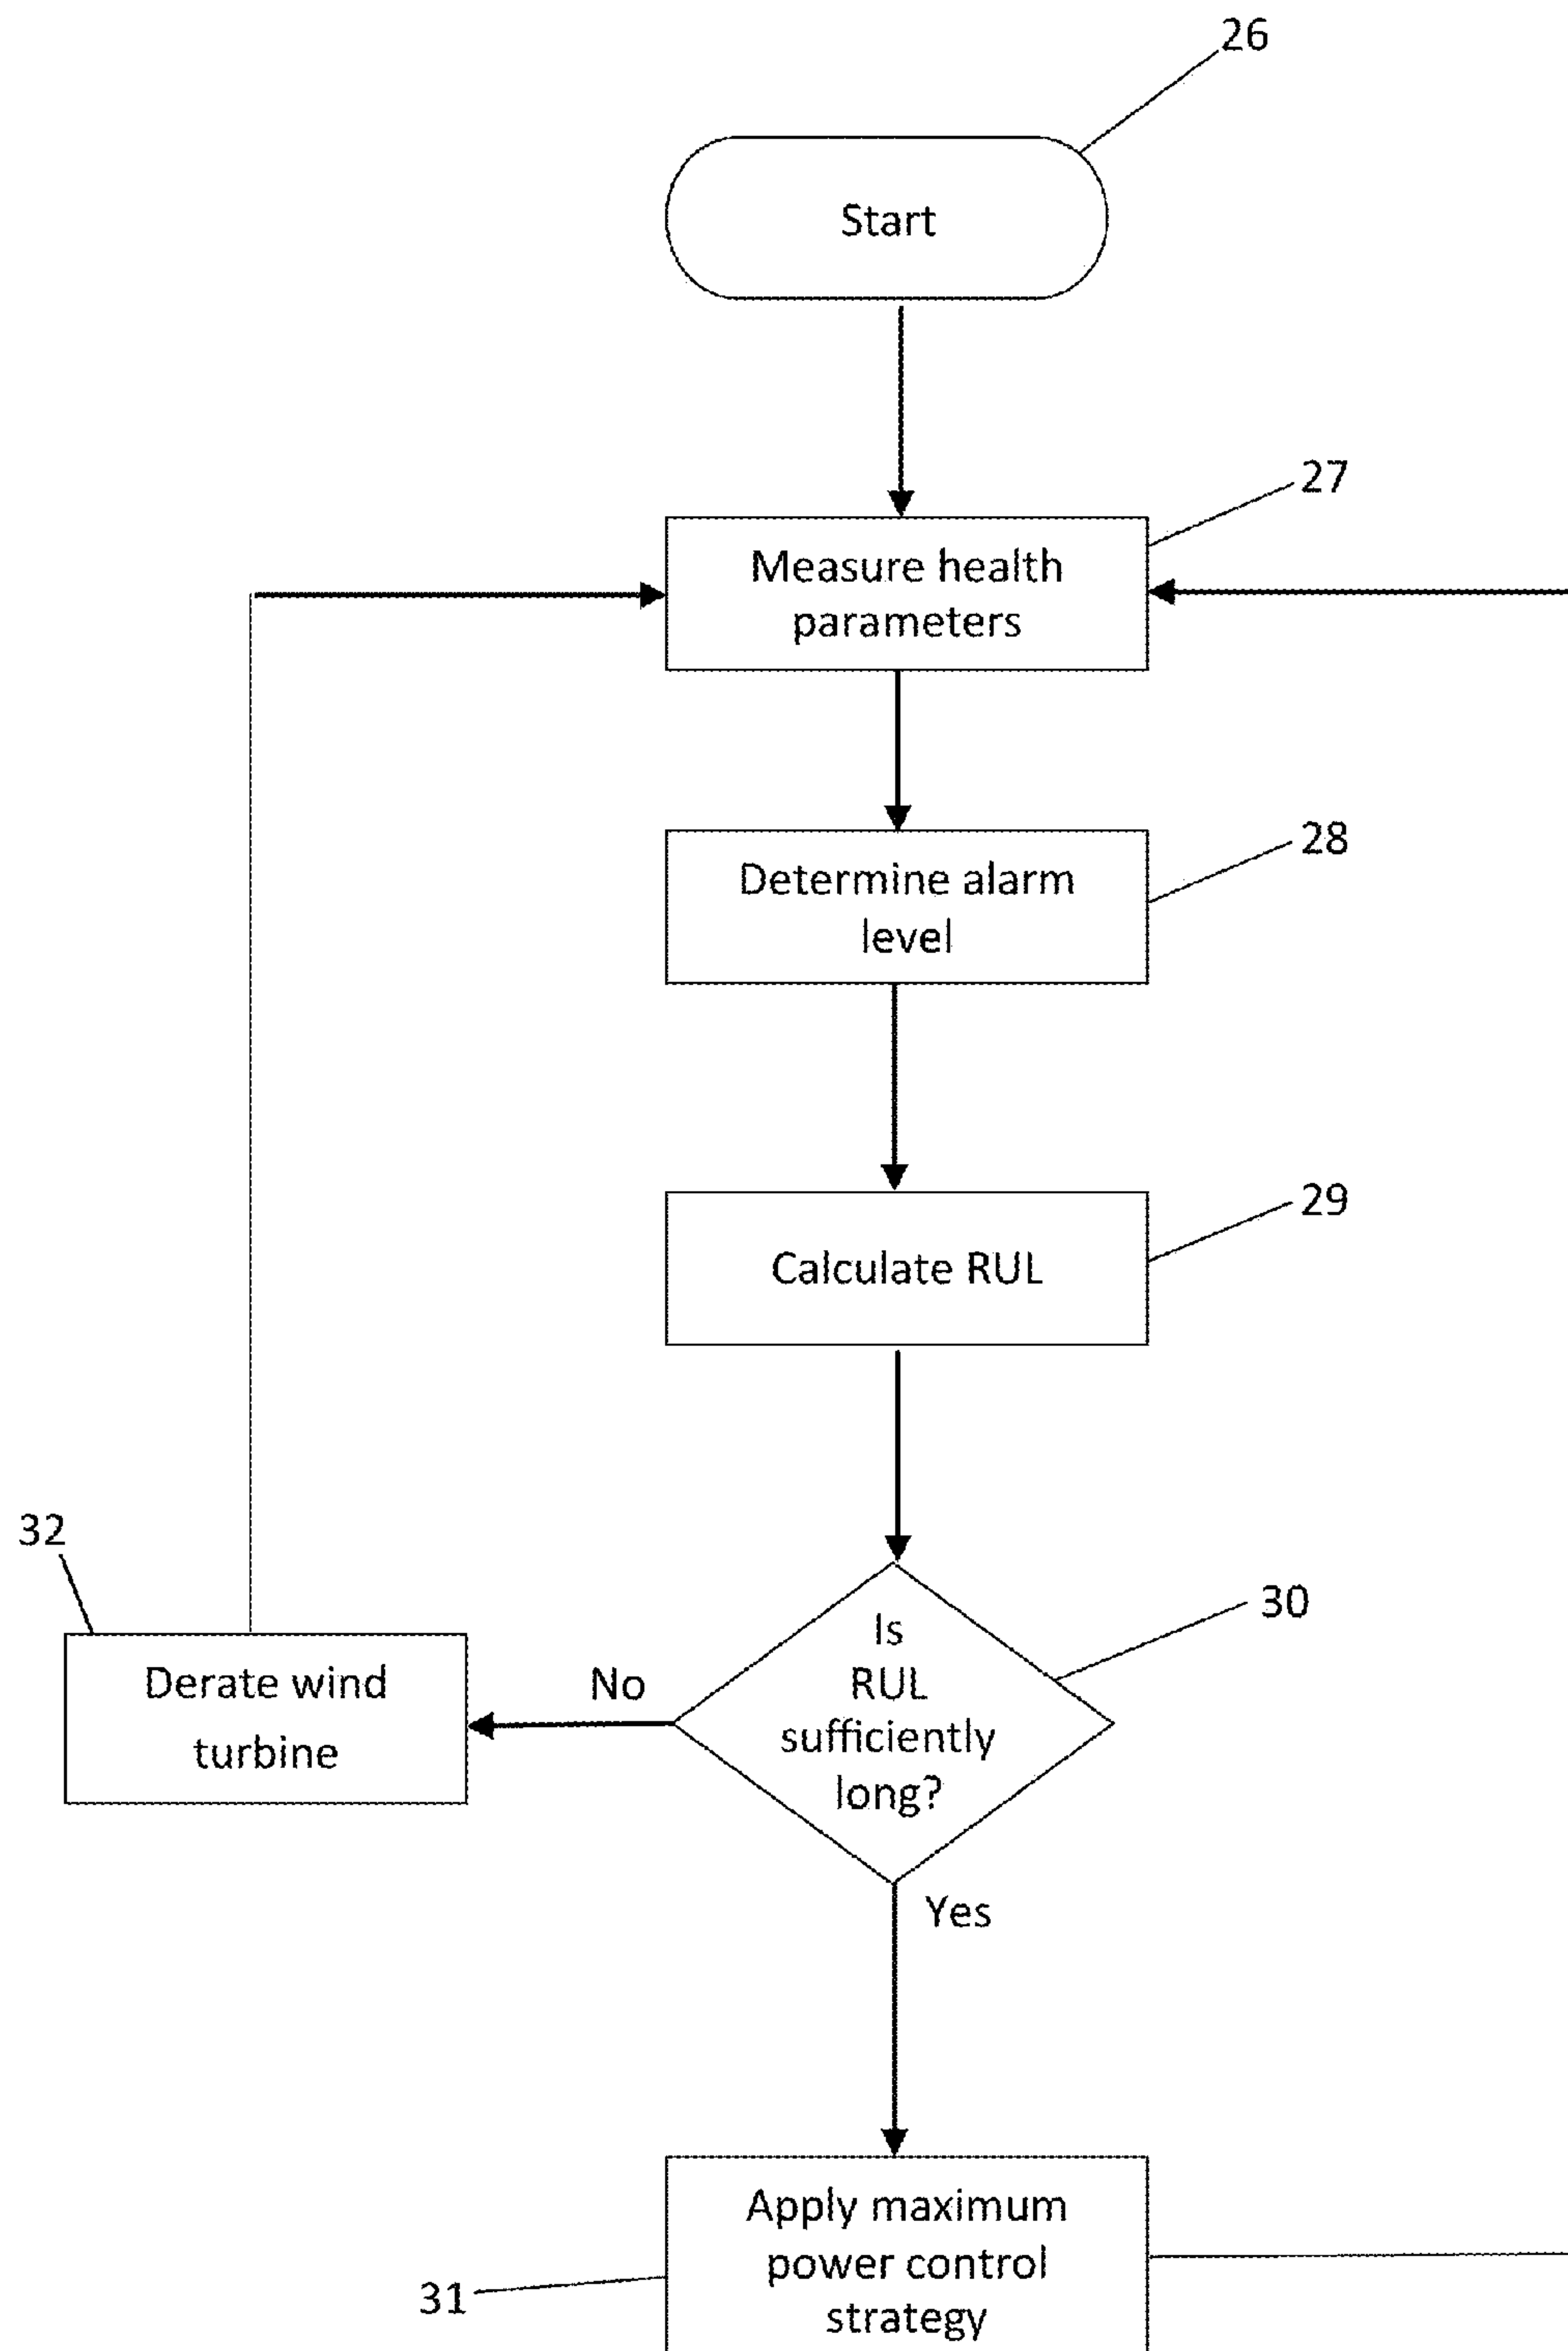 26
Start
27
Measure health
parameters
28
Determine alarm
level
29
Calculate RUL
32
30
Is
RUL
sufficiently
long?
No
Derate wind
turbine
Yes
Apply maximum
power control
strategy
31